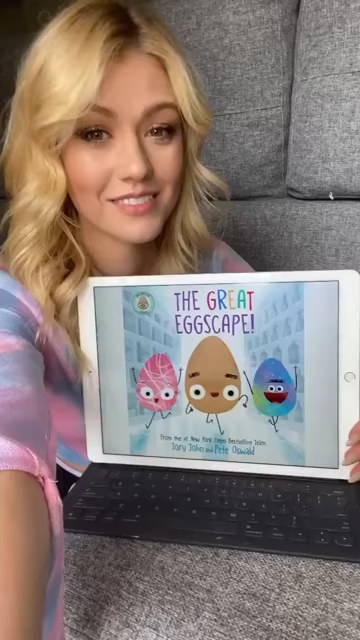 THE GREAT
EGGSCAPE!
From the #1 New York Times Bestselling Team
Jory John and Pete Oswald